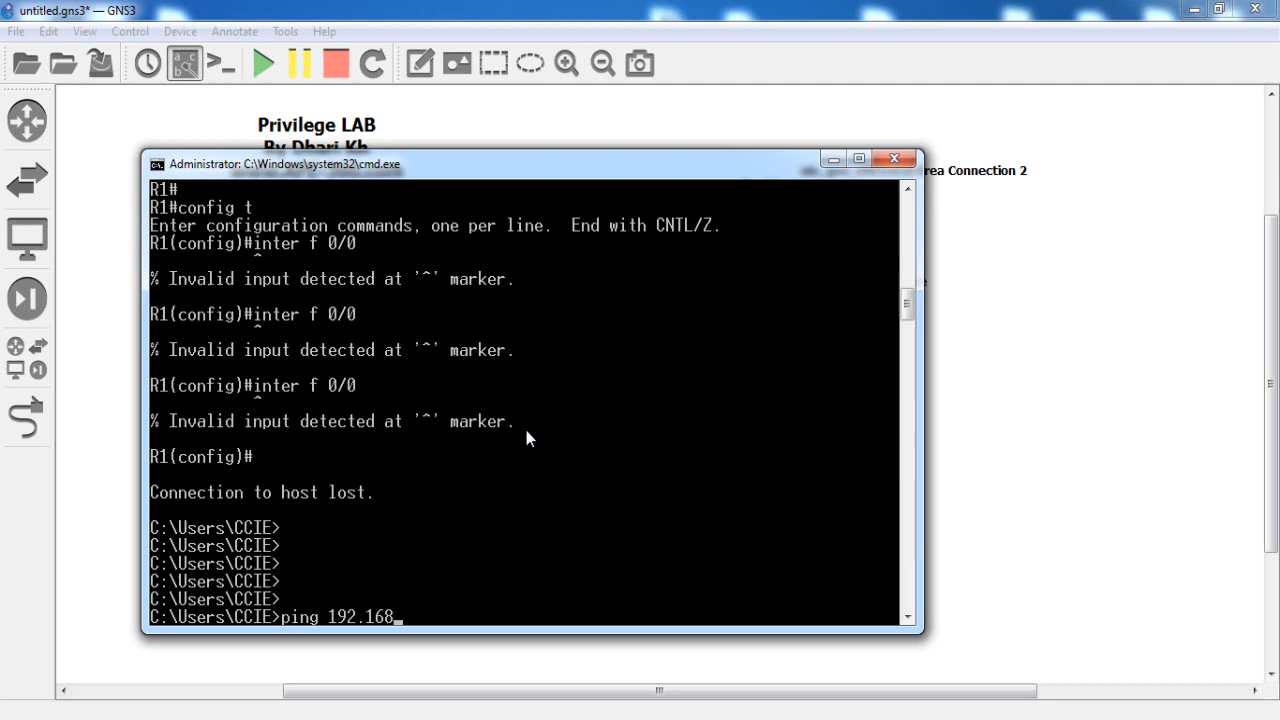 untitled.gns3* — GNS3
File Edit View Control Device Annotate Tools Help
Privilege LAB
By Dhari Kh
rea Connection 2
Administrator: C:\Windows\system32\cmd.exe
R1#
R1#config t
Enter configuration commands, one per line.  End with CNTL/Z.
R1(config)#inter f 0/0
^
% Invalid input detected at '^' marker.
R1(config)#inter f 0/0
^
% Invalid input detected at '^' marker.
R1(config)#inter f 0/0
^
% Invalid input detected at '^' marker.
R1(config)#
Connection to host lost.
C:\Users\CCIE>
C:\Users\CCIE>
C:\Users\CCIE>
C:\Users\CCIE>
C:\Users\CCIE>
C:\Users\CCIE>ping 192.168_